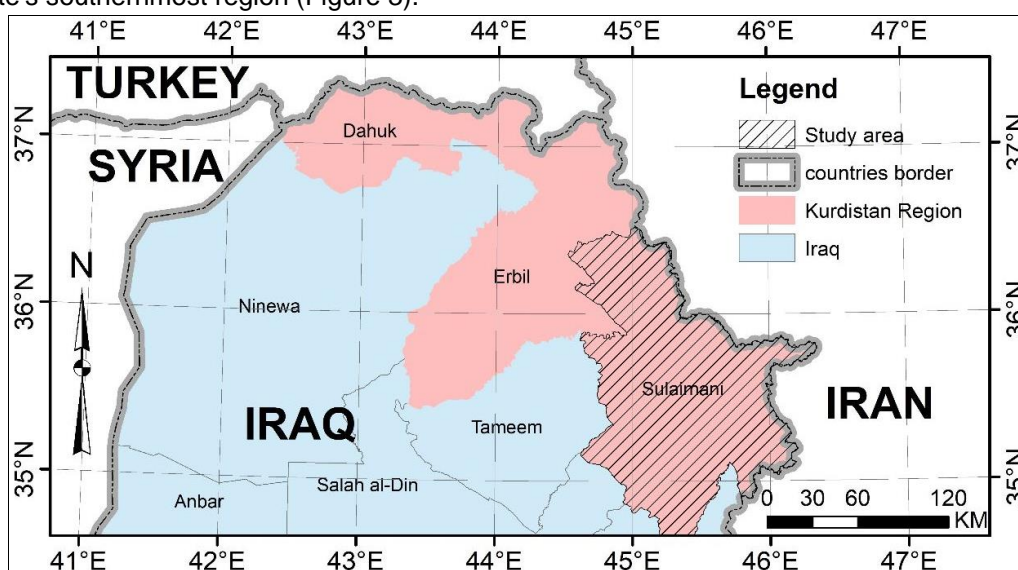 te's southernmost region (Figure 3).
41°E 42°E 43°E 44°E 45°E 46°E 47°E
TURKEY
Legend
Study area
countries border
Kurdistan Region
Iraq
37°N
37°N
Dahuk
SYRIA
N
Erbil
36°N
36°N
Ninewa
Sulaimani
IRAN
IRAQ
Tameem
35°N
35°N
Salah al-Din
Anbar
0 30 60 120
KM
41°E 42°E 43°E 44°E 45°E 46°E 47°E